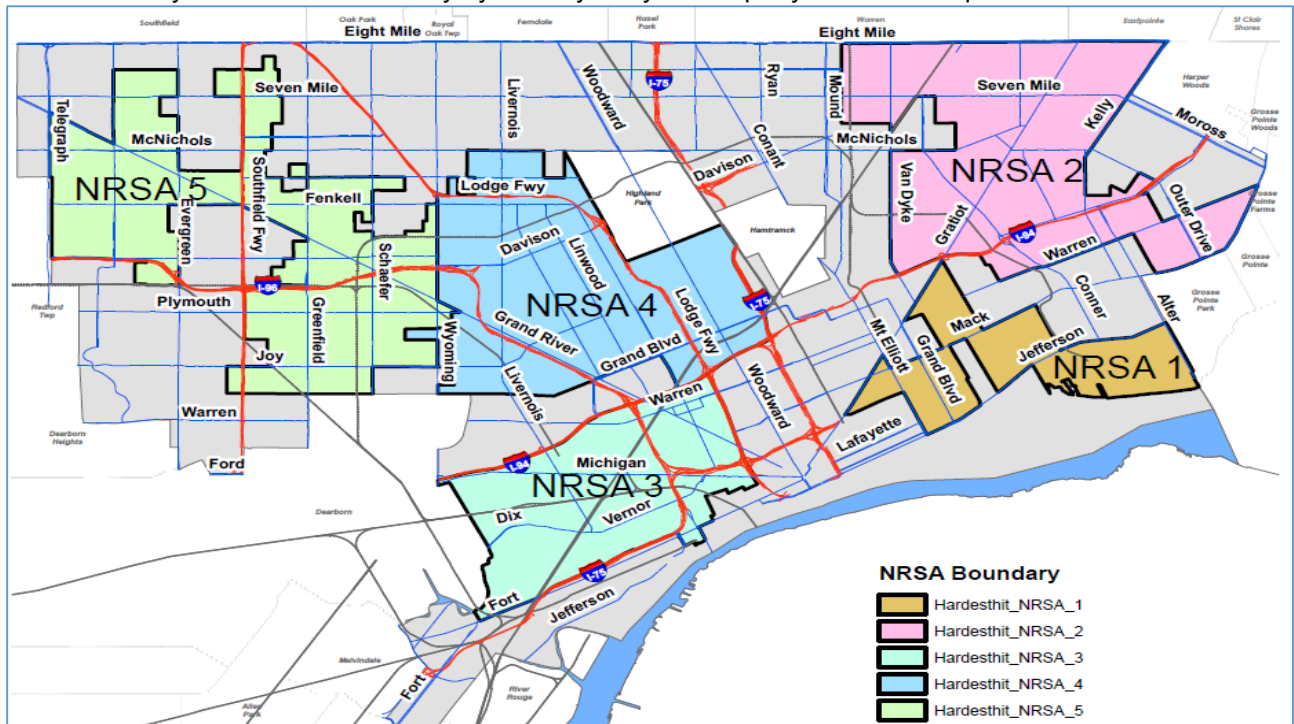 Southfield
Oak Park
Royal
Oak Twp
Ferndale
Hazel
Park
Warren
Eastpointe
St Clair
Shores
Eight Mile
Eight Mile
Telegraph
Seven Mile
Livernois
Woodward
I-75
Ryan
Mound
Seven Mile
Kelly
Harper
Woods
Grosse
Pointe
Woods
Moross
McNichols
Conant
McNichols
Davison
NRSA 5
Evergreen
Southfield Fwy
Fenkell
Lodge Fwy
Highland
Park
Van Dyke
NRSA 2
Outer Drive
Grosse
Pointe
Farms
Davison
Linwood
Hamtramck
Gratiot
I-94
Warren
Schaefer
I-96
Plymouth
Redford
Twp
Greenfield
NRSA 4
Lodge Fwy
I-75
Conner
Alter
Grosse
Pointe
Grosse
Pointe
Park
Grand River
Wyoming
Grand Blvd
Mt Elliott
Mack
Jefferson
Grand Blvd
NRSA 1
Joy
Livernois
Warren
Woodward
Warren
Lafayette
Dearborn
Heights
Ford
I-94
Michigan
NRSA 3
Dearborn
Dix
Vernor
I-75
Fort
Jefferson
Melvindale
Fort
River
Rouge
Allen
Park
NRSA Boundary
Hardesthit_NRSA_1
Hardesthit_NRSA_2
Hardesthit_NRSA_3
Hardesthit_NRSA_4
Hardesthit_NRSA_5